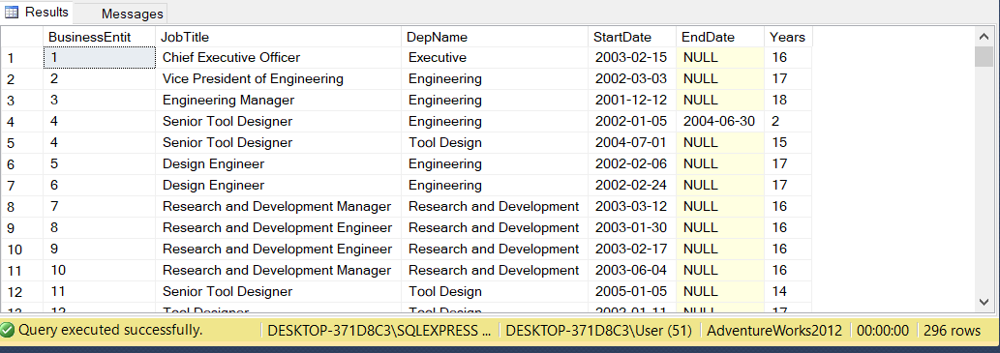 Results Messages
BusinessEntit JobTitle DepName StartDate EndDate Years
1 1 Chief Executive Officer Executive 2003-02-15 NULL 16
2 2 Vice President of Engineering Engineering 2002-03-03 NULL 17
3 3 Engineering Manager Engineering 2001-12-12 NULL 18
4 4 Senior Tool Designer Engineering 2002-01-05 2004-06-30 2
5 4 Senior Tool Designer Tool Design 2004-07-01 NULL 15
6 5 Design Engineer Engineering 2002-02-06 NULL 17
7 6 Design Engineer Engineering 2002-02-24 NULL 17
8 7 Research and Development Manager Research and Development 2003-03-12 NULL 16
9 8 Research and Development Engineer Research and Development 2003-01-30 NULL 16
10 9 Research and Development Engineer Research and Development 2003-02-17 NULL 16
11 10 Research and Development Manager Research and Development 2003-06-04 NULL 16
12 11 Senior Tool Designer Tool Design 2005-01-05 NULL 14
13 12 Tool Designer Tool Design 2002-01-11 NULL 17
Query executed successfully. DESKTOP-371D8C3\SQLEXPRESS ... DESKTOP-371D8C3\User (51) AdventureWorks2012 00:00:00 296 rows